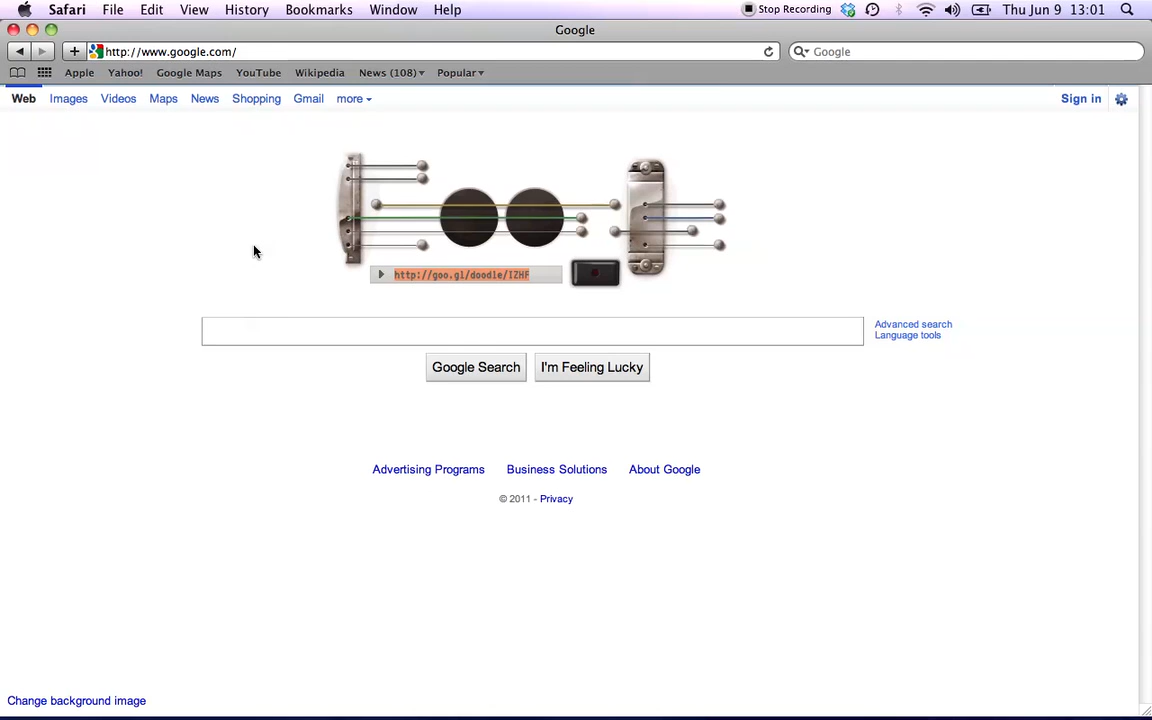 Safari File Edit View History Bookmarks Window Help Stop Recording Thu Jun 9 13:01
Google
http://www.google.com/ Google
Apple Yahoo! Google Maps YouTube Wikipedia News (108) Popular
Web Images Videos Maps News Shopping Gmail more Sign in
http://goo.gl/doodle/IZHF
Advanced search
Language tools
Google Search I'm Feeling Lucky
Advertising Programs Business Solutions About Google
© 2011 - Privacy
Change background image